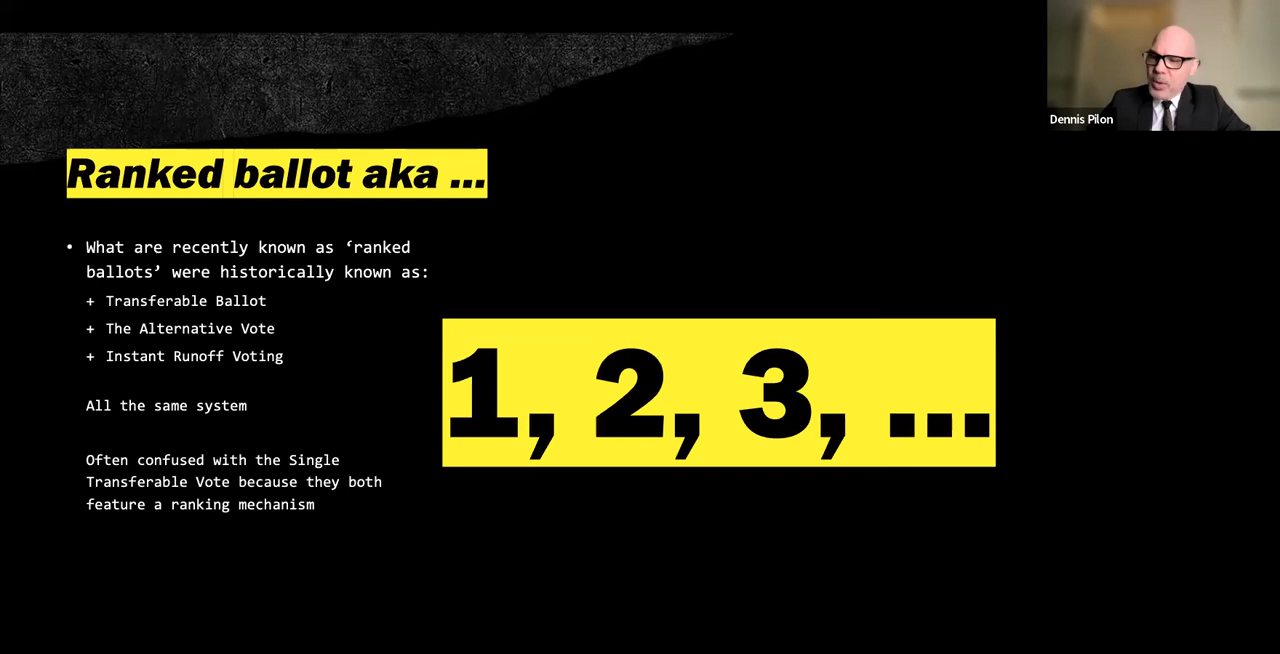 Dennis Pilon
Ranked ballot aka ...
• What are recently known as ‘ranked
ballots’ were historically known as:
+ Transferable Ballot
+ The Alternative Vote
+ Instant Runoff Voting
All the same system
Often confused with the Single
Transferable Vote because they both
feature a ranking mechanism
1, 2, 3, ...